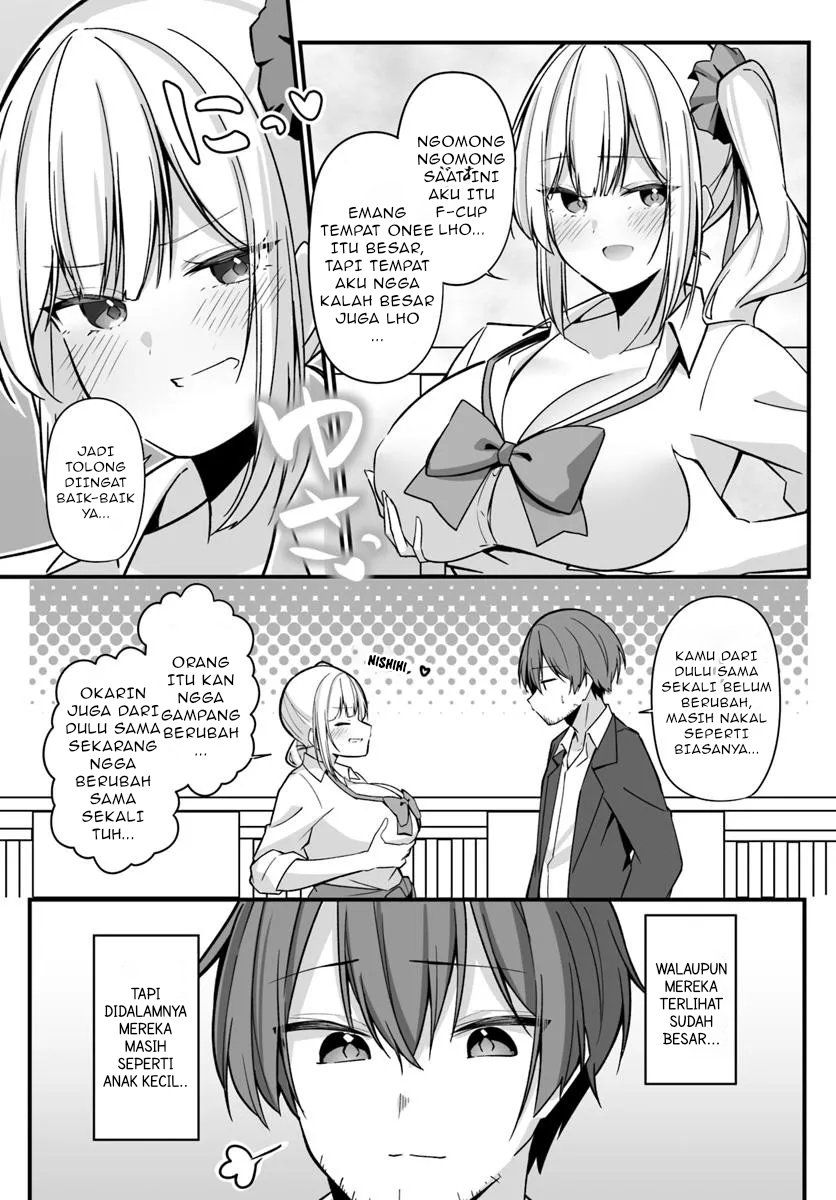 NGOMONG
NGOMONG
SAAT INI
AKU ITU
F-CUP
LHO...
EMANG
TEMPAT ONEE
ITU BESAR,
TAPI TEMPAT
AKU NGGA
KALAH BESAR
JUGA LHO
...
にっ♥
JADI
TOLONG
DIINGAT
BAIK-BAIK
YA...
ゆさ♥
KAMU DARI
DULU SAMA
SEKALI BELUM
BERUBAH,
MASIH NAKAL
SEPERTI
BIASANYA...
NISHIHI, ♥
ORANG
ITU KAN
NGGA
GAMPANG
BERUBAH
...
OKARIN
JUGA DARI
DULU SAMA
SEKARANG
NGGA
BERUBAH
SAMA
SEKALI
TUH...
WALAUPUN
MEREKA
TERLIHAT
SUDAH
BESAR...
TAPI
DIDALAMNYA
MEREKA
MASIH
SEPERTI
ANAK KECIL..